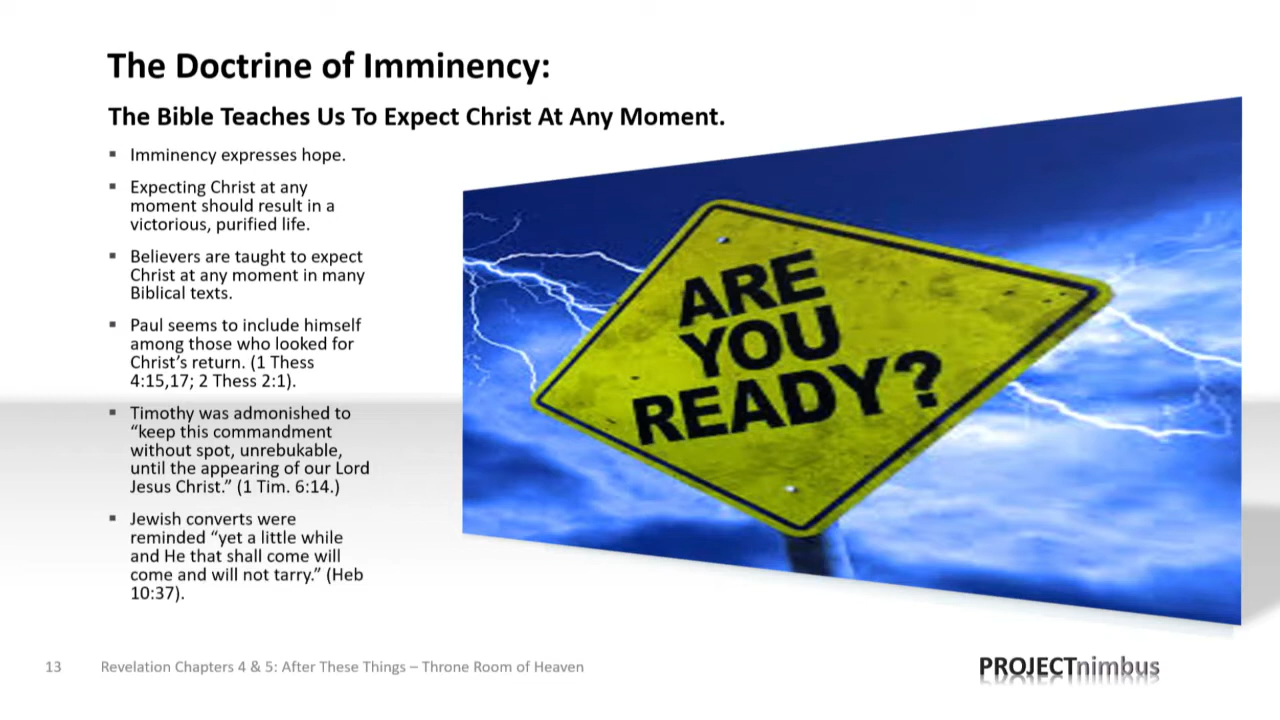 The Doctrine of Imminency:
The Bible Teaches Us To Expect Christ At Any Moment.
▪ Imminency expresses hope.
▪ Expecting Christ at any
moment should result in a
victorious, purified life.
▪ Believers are taught to expect
Christ at any moment in many
Biblical texts.
▪ Paul seems to include himself
among those who looked for
Christ’s return. (1 Thess
4:15,17; 2 Thess 2:1).
▪ Timothy was admonished to
“keep this commandment
without spot, unrebukable,
until the appearing of our Lord
Jesus Christ.” (1 Tim. 6:14.)
▪ Jewish converts were
reminded “yet a little while
and He that shall come will
come and will not tarry.” (Heb
10:37).
ARE
YOU
READY?
13 Revelation Chapters 4 & 5: After These Things – Throne Room of Heaven
PROJECTnimbus